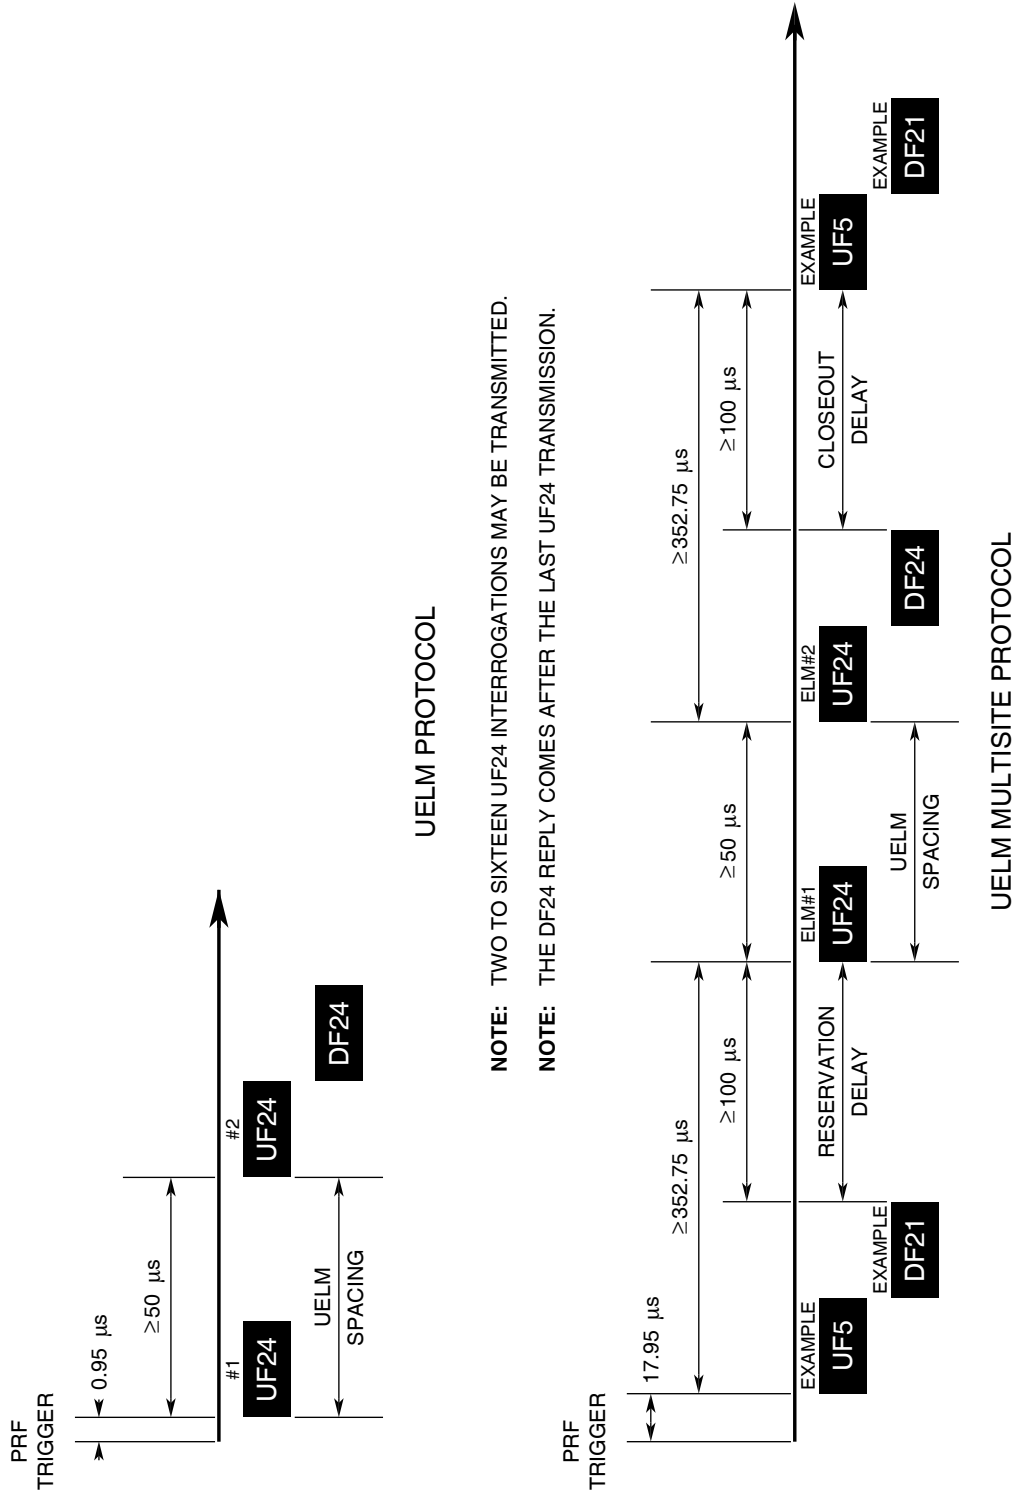 PRF
TRIGGER
0.95 µs
≥50 µs
#1
UF24
#2
UF24
DF24
UELM
SPACING
UELM PROTOCOL
NOTE: TWO TO SIXTEEN UF24 INTERROGATIONS MAY BE TRANSMITTED.
NOTE: THE DF24 REPLY COMES AFTER THE LAST UF24 TRANSMISSION.
PRF
TRIGGER
17.95 µs
≥352.75 µs
≥352.75 µs
≥100 µs
≥50 µs
≥100 µs
EXAMPLE
UF5
ELM#1
UF24
ELM#2
UF24
EXAMPLE
UF5
EXAMPLE
DF21
RESERVATION
DELAY
UELM
SPACING
DF24
CLOSEOUT
DELAY
EXAMPLE
DF21
UELM MULTISITE PROTOCOL